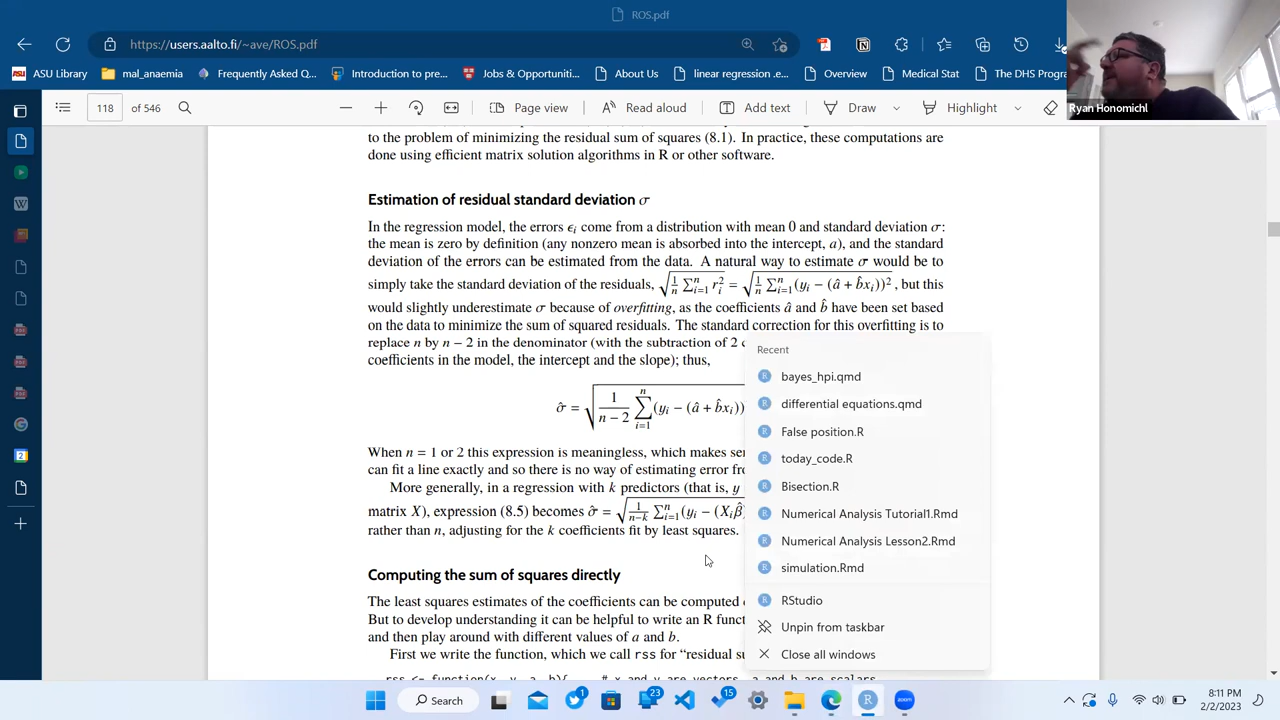 ROS.pdf
https://users.aalto.fi/~ave/ROS.pdf
ASU Library
mal_anaemia
Frequently Asked Q...
Introduction to pre...
Jobs & Opportuniti...
About Us
linear regression .e...
Overview
Medical Stat
The DHS Progra
Ryan Honomichl
118 of 546
Page view
Read aloud
Add text
Draw
Highlight
to the problem of minimizing the residual sum of squares (8.1). In practice, these computations are
done using efficient matrix solution algorithms in R or other software.
Estimation of residual standard deviation σ
In the regression model, the errors ϵᵢ come from a distribution with mean 0 and standard deviation σ:
the mean is zero by definition (any nonzero mean is absorbed into the intercept, a), and the standard
deviation of the errors can be estimated from the data. A natural way to estimate σ would be to
simply take the standard deviation of the residuals, √(1/n ∑ⁿᵢ₌₁ rᵢ²) = √(1/n ∑ⁿᵢ₌₁ (yᵢ − (â + b̂xᵢ))²), but this
would slightly underestimate σ because of overfitting, as the coefficients â and b̂ have been set based
on the data to minimize the sum of squared residuals. The standard correction for this overfitting is to
replace n by n − 2 in the denominator (with the subtraction of 2 c
coefficients in the model, the intercept and the slope); thus,
σ̂ = √(1/(n − 2) ∑ⁿᵢ₌₁ (yᵢ − (â + b̂xᵢ))
When n = 1 or 2 this expression is meaningless, which makes se
can fit a line exactly and so there is no way of estimating error fro
More generally, in a regression with k predictors (that is, y
matrix X), expression (8.5) becomes σ̂ = √(1/(n−k) ∑ⁿᵢ₌₁ (yᵢ − (Xᵢβ̂)
rather than n, adjusting for the k coefficients fit by least squares.
Computing the sum of squares directly
The least squares estimates of the coefficients can be computed
But to develop understanding it can be helpful to write an R funct
and then play around with different values of a and b.
First we write the function, which we call rss for “residual su
rss <- function(x, y, a, b){ # x and y are vectors, a and b are scalars
Recent
bayes_hpi.qmd
differential equations.qmd
False position.R
today_code.R
Bisection.R
Numerical Analysis Tutorial1.Rmd
Numerical Analysis Lesson2.Rmd
simulation.Rmd
RStudio
Unpin from taskbar
Close all windows
Search
1
23
15
8:11 PM
2/2/2023